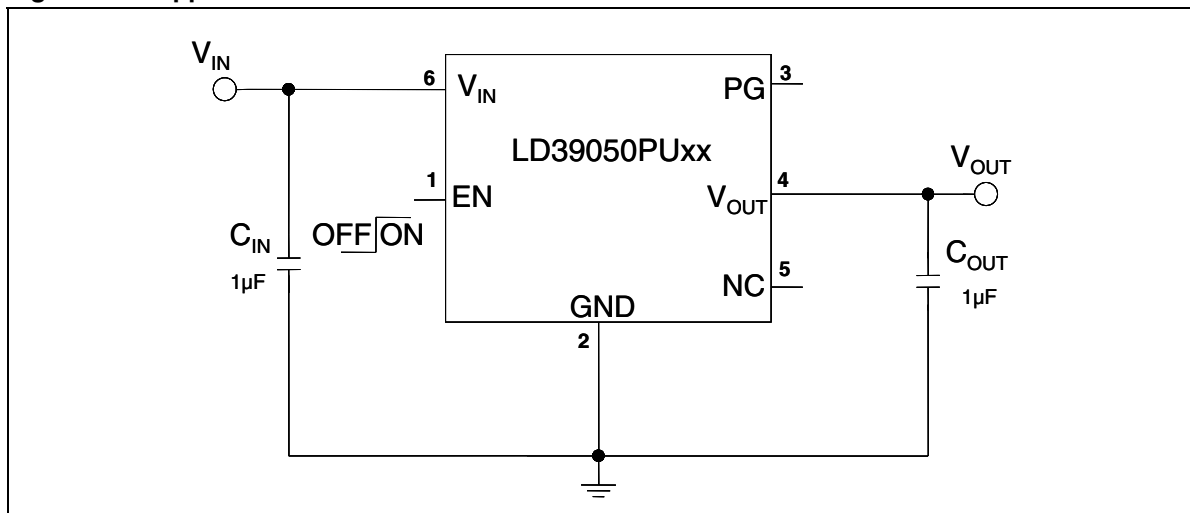 V_IN
6
V_IN
PG
3
LD39050PUxx
1
EN
OFF ON
V_OUT
4
V_OUT
C_IN
1µF
NC
5
C_OUT
1µF
GND
2